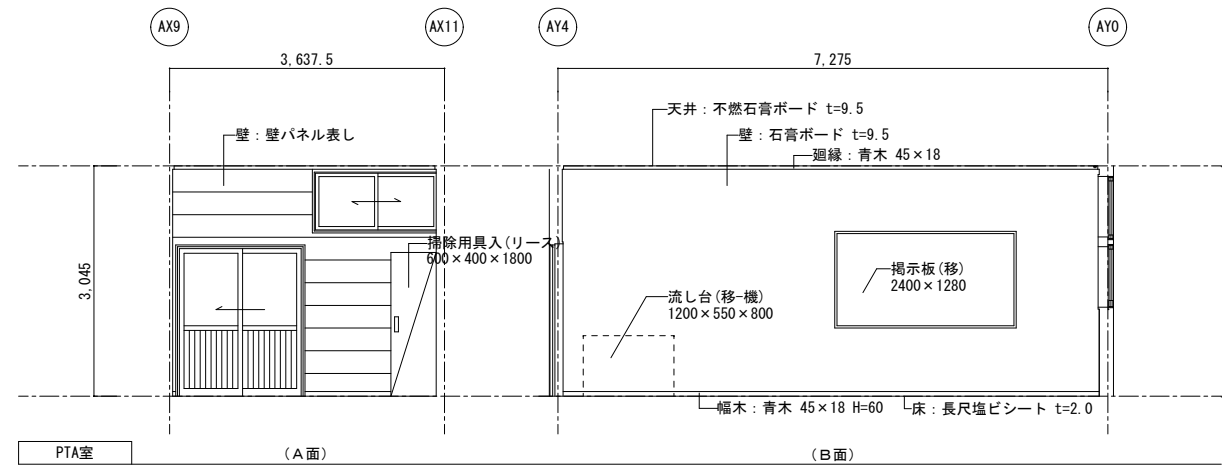 AX9
AX11
AY4
AY0
3,637.5
7,275
天井：不燃石膏ボード t=9.5
壁：壁パネル表し
壁：石膏ボード t=9.5
廻縁：青木 45×18
掃除用具入(リース)
600×400×1800
3,045
掲示板(移)
2400×1280
流し台(移-機)
1200×550×800
幅木：青木 45×18 H=60
床：長尺塩ビシート t=2.0
PTA室
（Ａ面）
（Ｂ面）